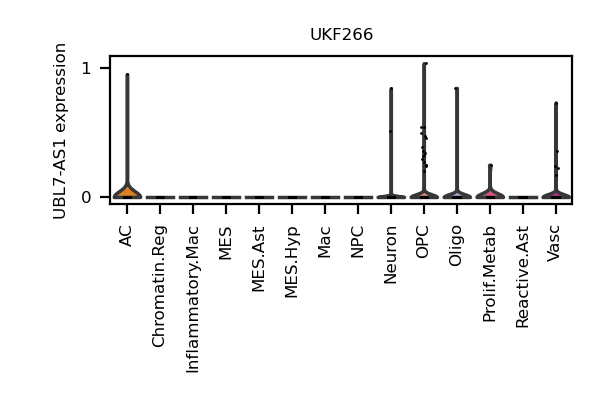 UKF266
UBL7-AS1 expression
1
0
AC
Chromatin.Reg
Inflammatory.Mac
MES
MES.Ast
MES.Hyp
Mac
NPC
Neuron
OPC
Oligo
Prolif.Metab
Reactive.Ast
Vasc